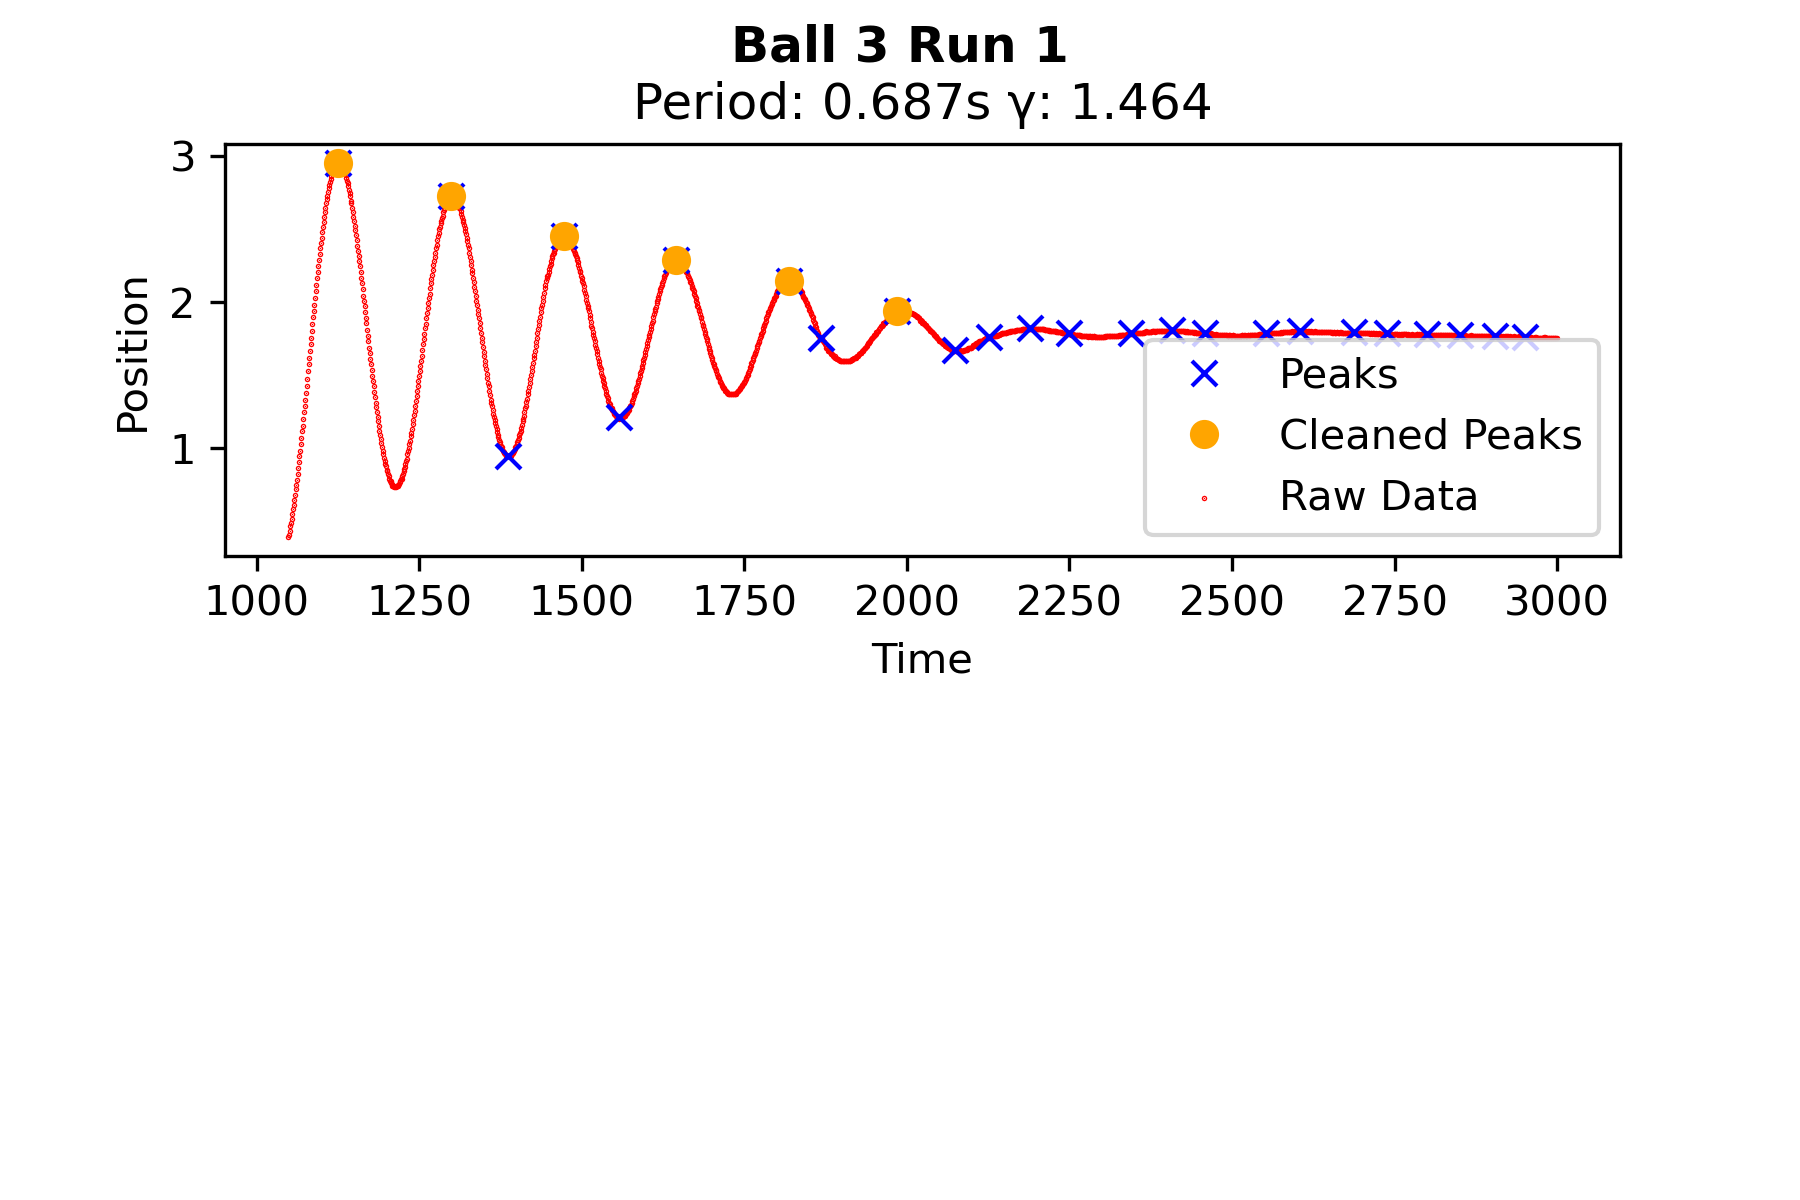 Ball 3 Run 1
Period: 0.687s γ: 1.464
3
2
1
Position
Peaks
Cleaned Peaks
Raw Data
1000 1250 1500 1750 2000 2250 2500 2750 3000
Time